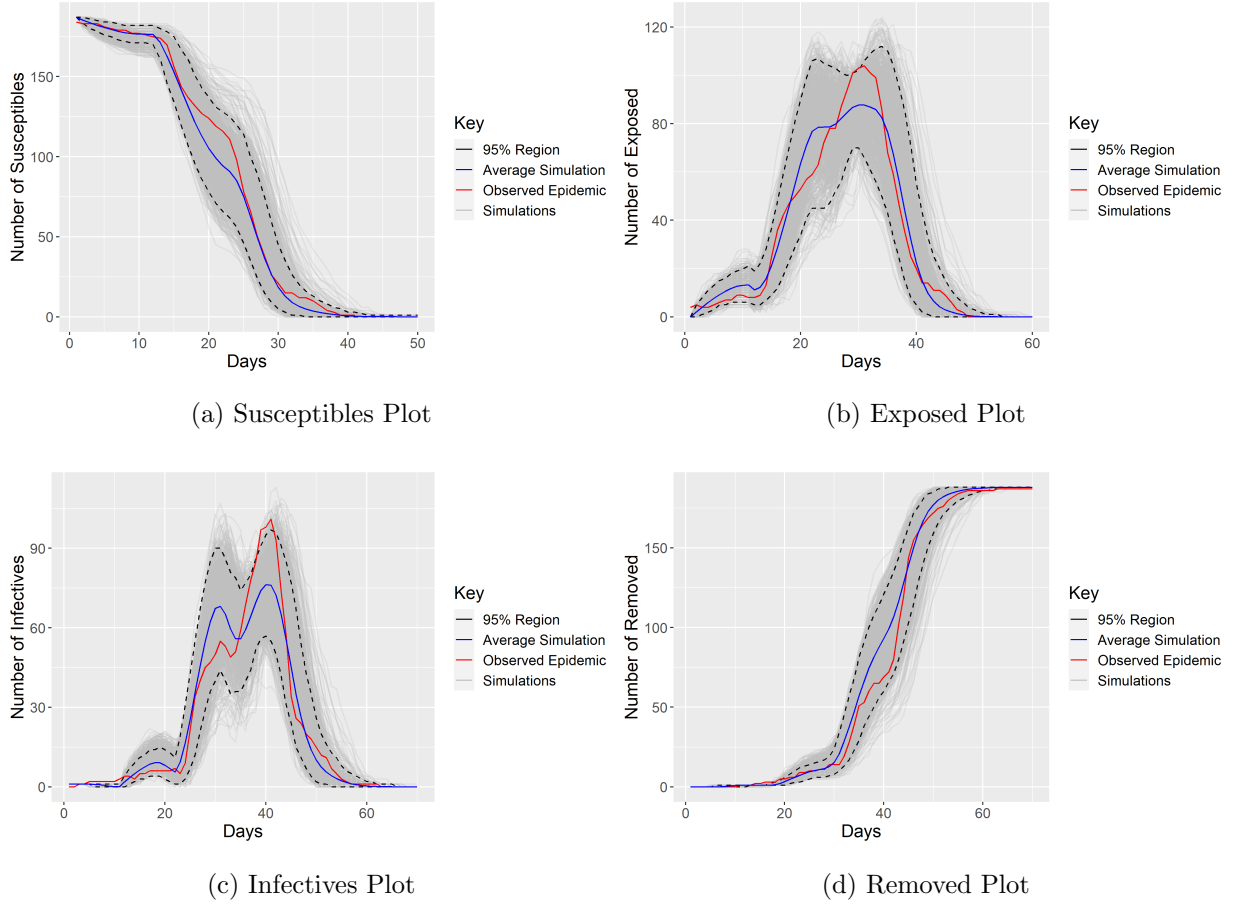 Number of Susceptibles
150
100
50
0
0
10
20
30
40
50
Days
Key
95% Region
Average Simulation
Observed Epidemic
Simulations
(a) Susceptibles Plot
Number of Exposed
120
80
40
0
0
20
40
60
Days
Key
95% Region
Average Simulation
Observed Epidemic
Simulations
(b) Exposed Plot
Number of Infectives
90
60
30
0
0
20
40
60
Days
Key
95% Region
Average Simulation
Observed Epidemic
Simulations
(c) Infectives Plot
Number of Removed
150
100
50
0
0
20
40
60
Days
Key
95% Region
Average Simulation
Observed Epidemic
Simulations
(d) Removed Plot